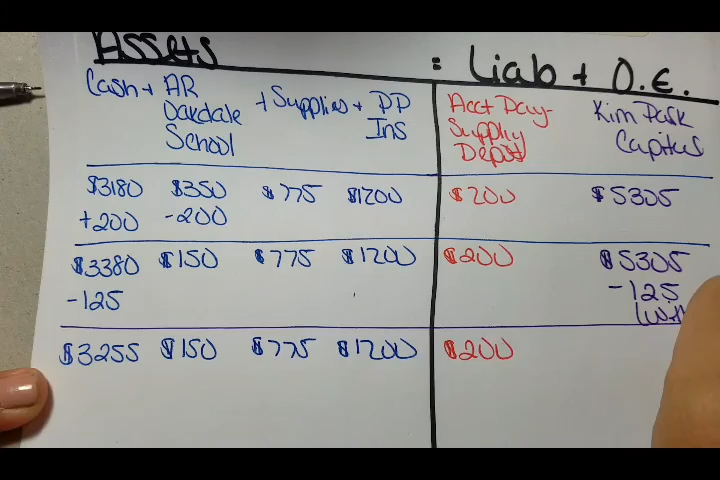 Assets = Liab + O.E.
Cash + AR Oakdale School + Supplies + PP Ins Acct Pay- Supply Depot Kim Park Capital
$3180 $350 $775 $1200 $200 $5305
+200 -200
$3380 $150 $775 $1200 $200 $5305
-125 -125
$3255 $150 $775 $1200 $200